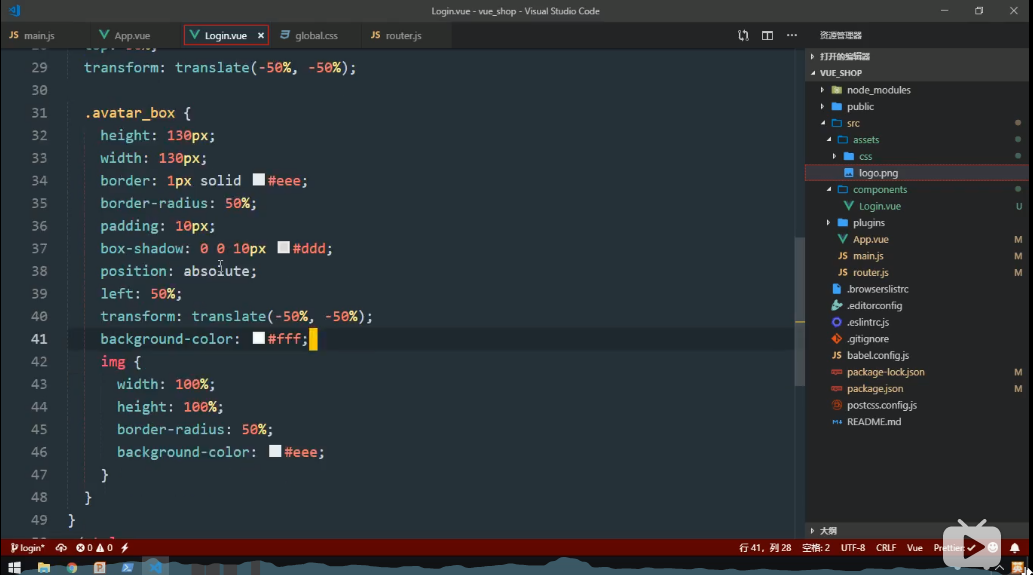 Login.vue - vue_shop - Visual Studio Code
JS main.js
App.vue
Login.vue ×
global.css
JS router.js
资源管理器
29 transform: translate(-50%, -50%);
30
31 .avatar_box {
32 height: 130px;
33 width: 130px;
34 border: 1px solid #eee;
35 border-radius: 50%;
36 padding: 10px;
37 box-shadow: 0 0 10px #ddd;
38 position: absolute;
39 left: 50%;
40 transform: translate(-50%, -50%);
41 background-color: #fff;
42 img {
43 width: 100%;
44 height: 100%;
45 border-radius: 50%;
46 background-color: #eee;
47 }
48 }
49 }
打开的编辑器
VUE_SHOP
node_modules
public
src
assets
css
logo.png
components
Login.vue U
plugins
App.vue M
JS main.js M
JS router.js M
.browserslistrc
.editorconfig
.eslintrc.js
.gitignore
babel.config.js
package-lock.json M
package.json M
postcss.config.js
README.md
大纲
login* 0 0 行 41，列 28 空格: 2 UTF-8 CRLF Vue Prettier: ✓